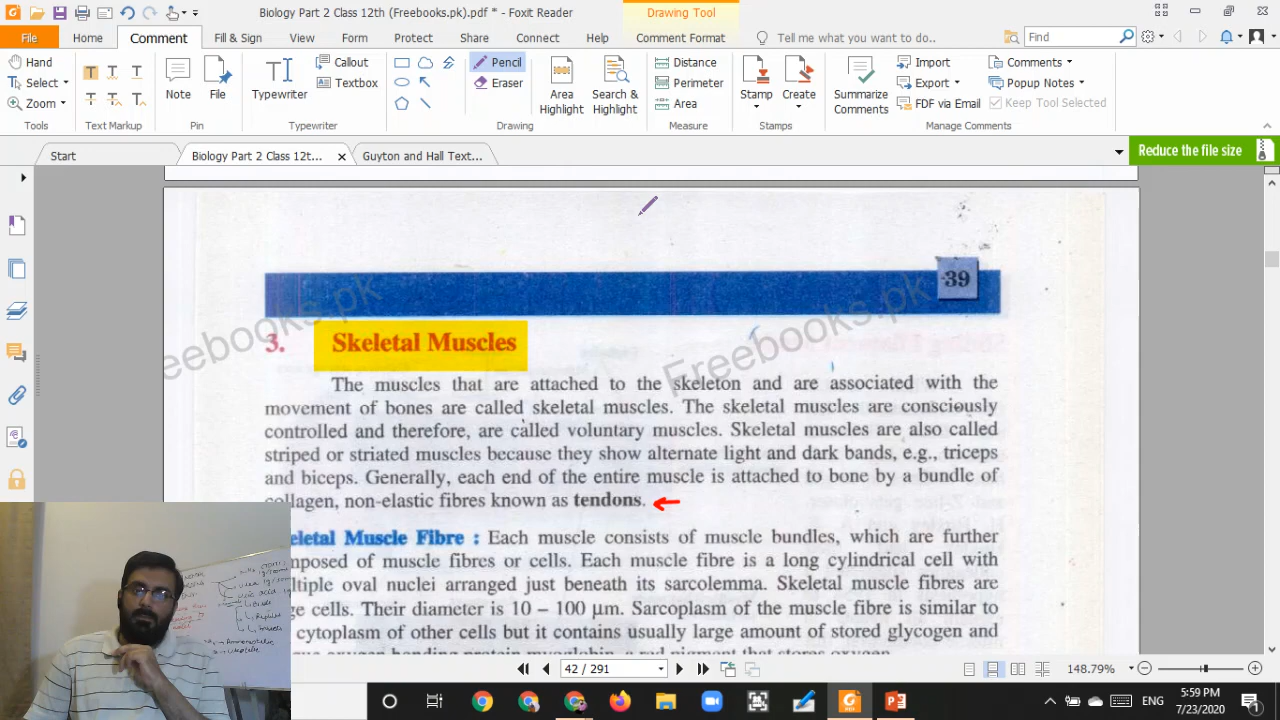 Biology Part 2 Class 12th (Freebooks.pk).pdf * - Foxit Reader
Drawing Tool
File
Home
Comment
Fill & Sign
View
Form
Protect
Share
Connect
Help
Comment Format
Tell me what you want to do..
Find
Hand
Select
Zoom
Tools
Text Markup
Note
File
Pin
Typewriter
Callout
Textbox
Typewriter
Pencil
Eraser
Area Highlight
Search & Highlight
Drawing
Distance
Perimeter
Area
Measure
Stamp
Create
Stamps
Summarize Comments
Import
Export
FDF via Email
Comments
Popup Notes
Keep Tool Selected
Manage Comments
Start
Biology Part 2 Class 12t...
Guyton and Hall Text...
Reduce the file size
39
Freebooks.pk
3. Skeletal Muscles
The muscles that are attached to the skeleton and are associated with the
movement of bones are called skeletal muscles. The skeletal muscles are consciously
controlled and therefore, are called voluntary muscles. Skeletal muscles are also called
striped or striated muscles because they show alternate light and dark bands, e.g., triceps
and biceps. Generally, each end of the entire muscle is attached to bone by a bundle of
collagen, non-elastic fibres known as tendons.
eletal Muscle Fibre : Each muscle consists of muscle bundles, which are further
mposed of muscle fibres or cells. Each muscle fibre is a long cylindrical cell with
ltiple oval nuclei arranged just beneath its sarcolemma. Skeletal muscle fibres are
ge cells. Their diameter is 10 – 100 µm. Sarcoplasm of the muscle fibre is similar to
cytoplasm of other cells but it contains usually large amount of stored glycogen and
oxygen bonding protein myoglobin, a red pigment that stores oxygen.
42 / 291
148.79%
ENG
5:59 PM
7/23/2020